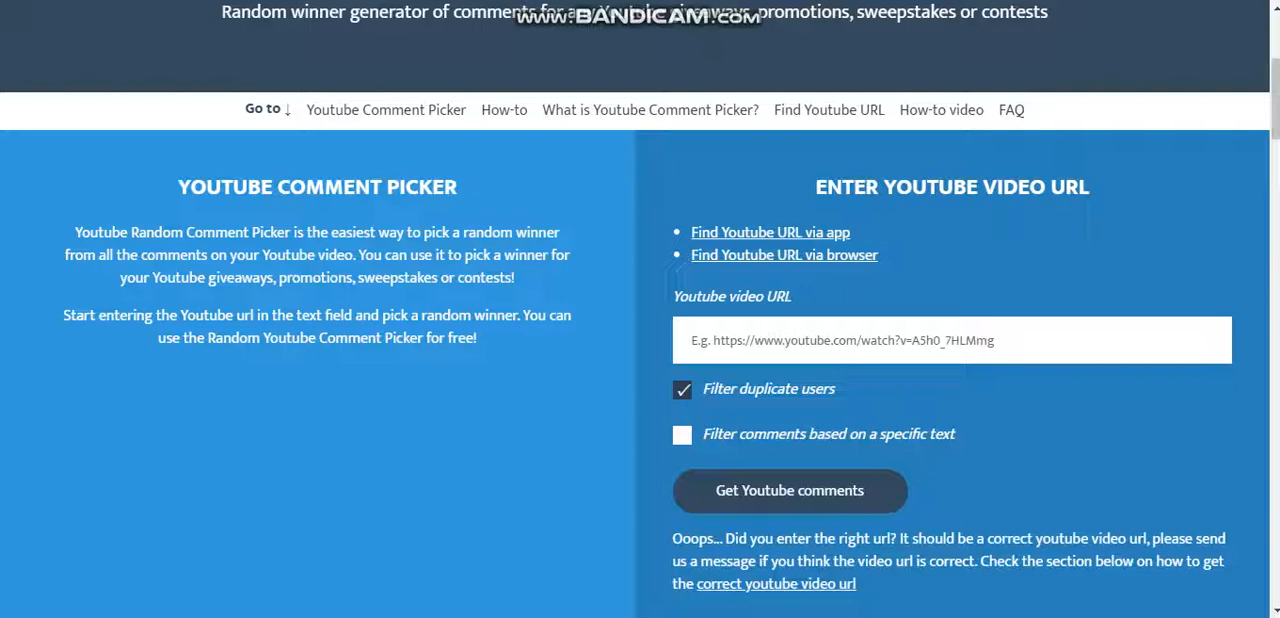 Random winner generator of comments for any Youtube giveaways, promotions, sweepstakes or contests
www.BANDICAM.com
Go to ↓ Youtube Comment Picker How-to What is Youtube Comment Picker? Find Youtube URL How-to video FAQ
YOUTUBE COMMENT PICKER
Youtube Random Comment Picker is the easiest way to pick a random winner
from all the comments on your Youtube video. You can use it to pick a winner for
your Youtube giveaways, promotions, sweepstakes or contests!
Start entering the Youtube url in the text field and pick a random winner. You can
use the Random Youtube Comment Picker for free!
ENTER YOUTUBE VIDEO URL
• Find Youtube URL via app
• Find Youtube URL via browser
Youtube video URL
E.g. https://www.youtube.com/watch?v=A5h0_7HLMmg
Filter duplicate users
Filter comments based on a specific text
Get Youtube comments
Ooops... Did you enter the right url? It should be a correct youtube video url, please send
us a message if you think the video url is correct. Check the section below on how to get
the correct youtube video url